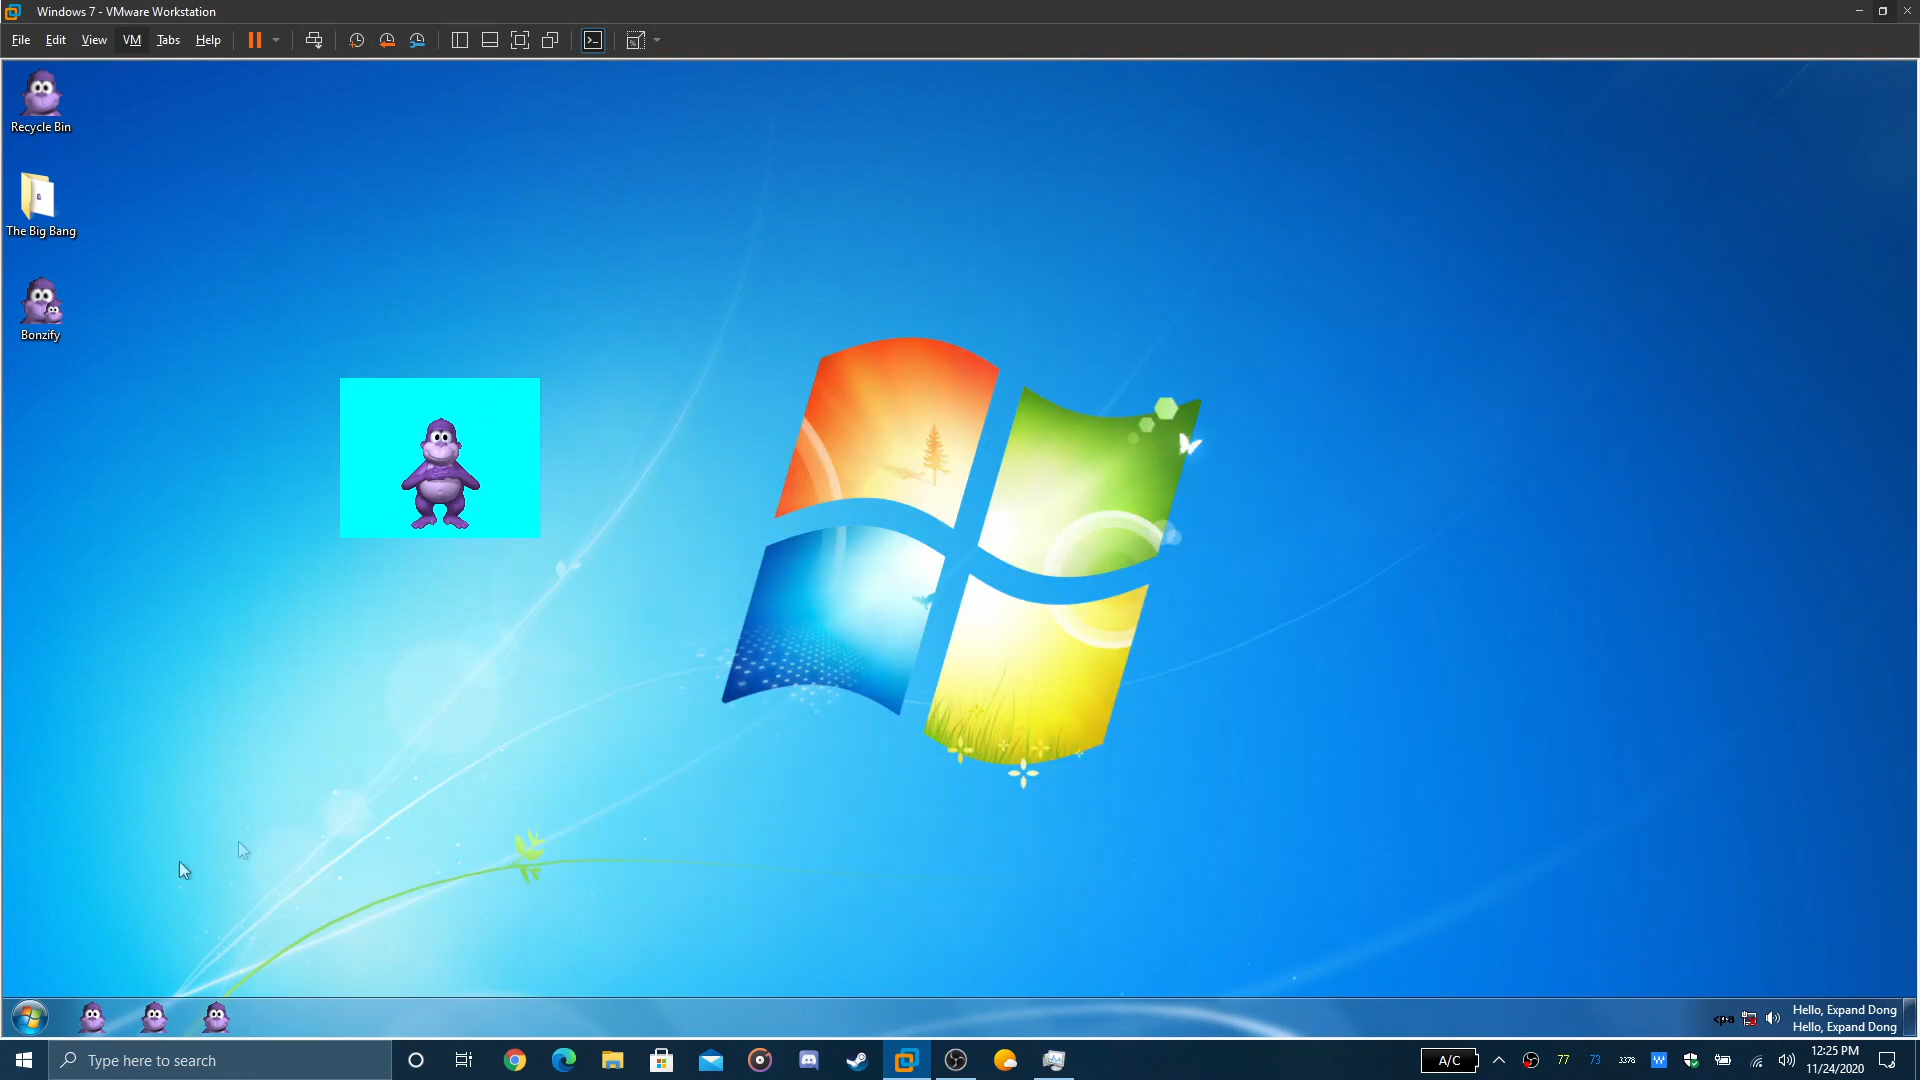 Windows 7 - VMware Workstation
File Edit View VM Tabs Help
Recycle Bin
The Big Bang
Bonzify
Hello, Expand Dong
Hello, Expand Dong
Type here to search
A/C
77
73
3376
12:25 PM
11/24/2020